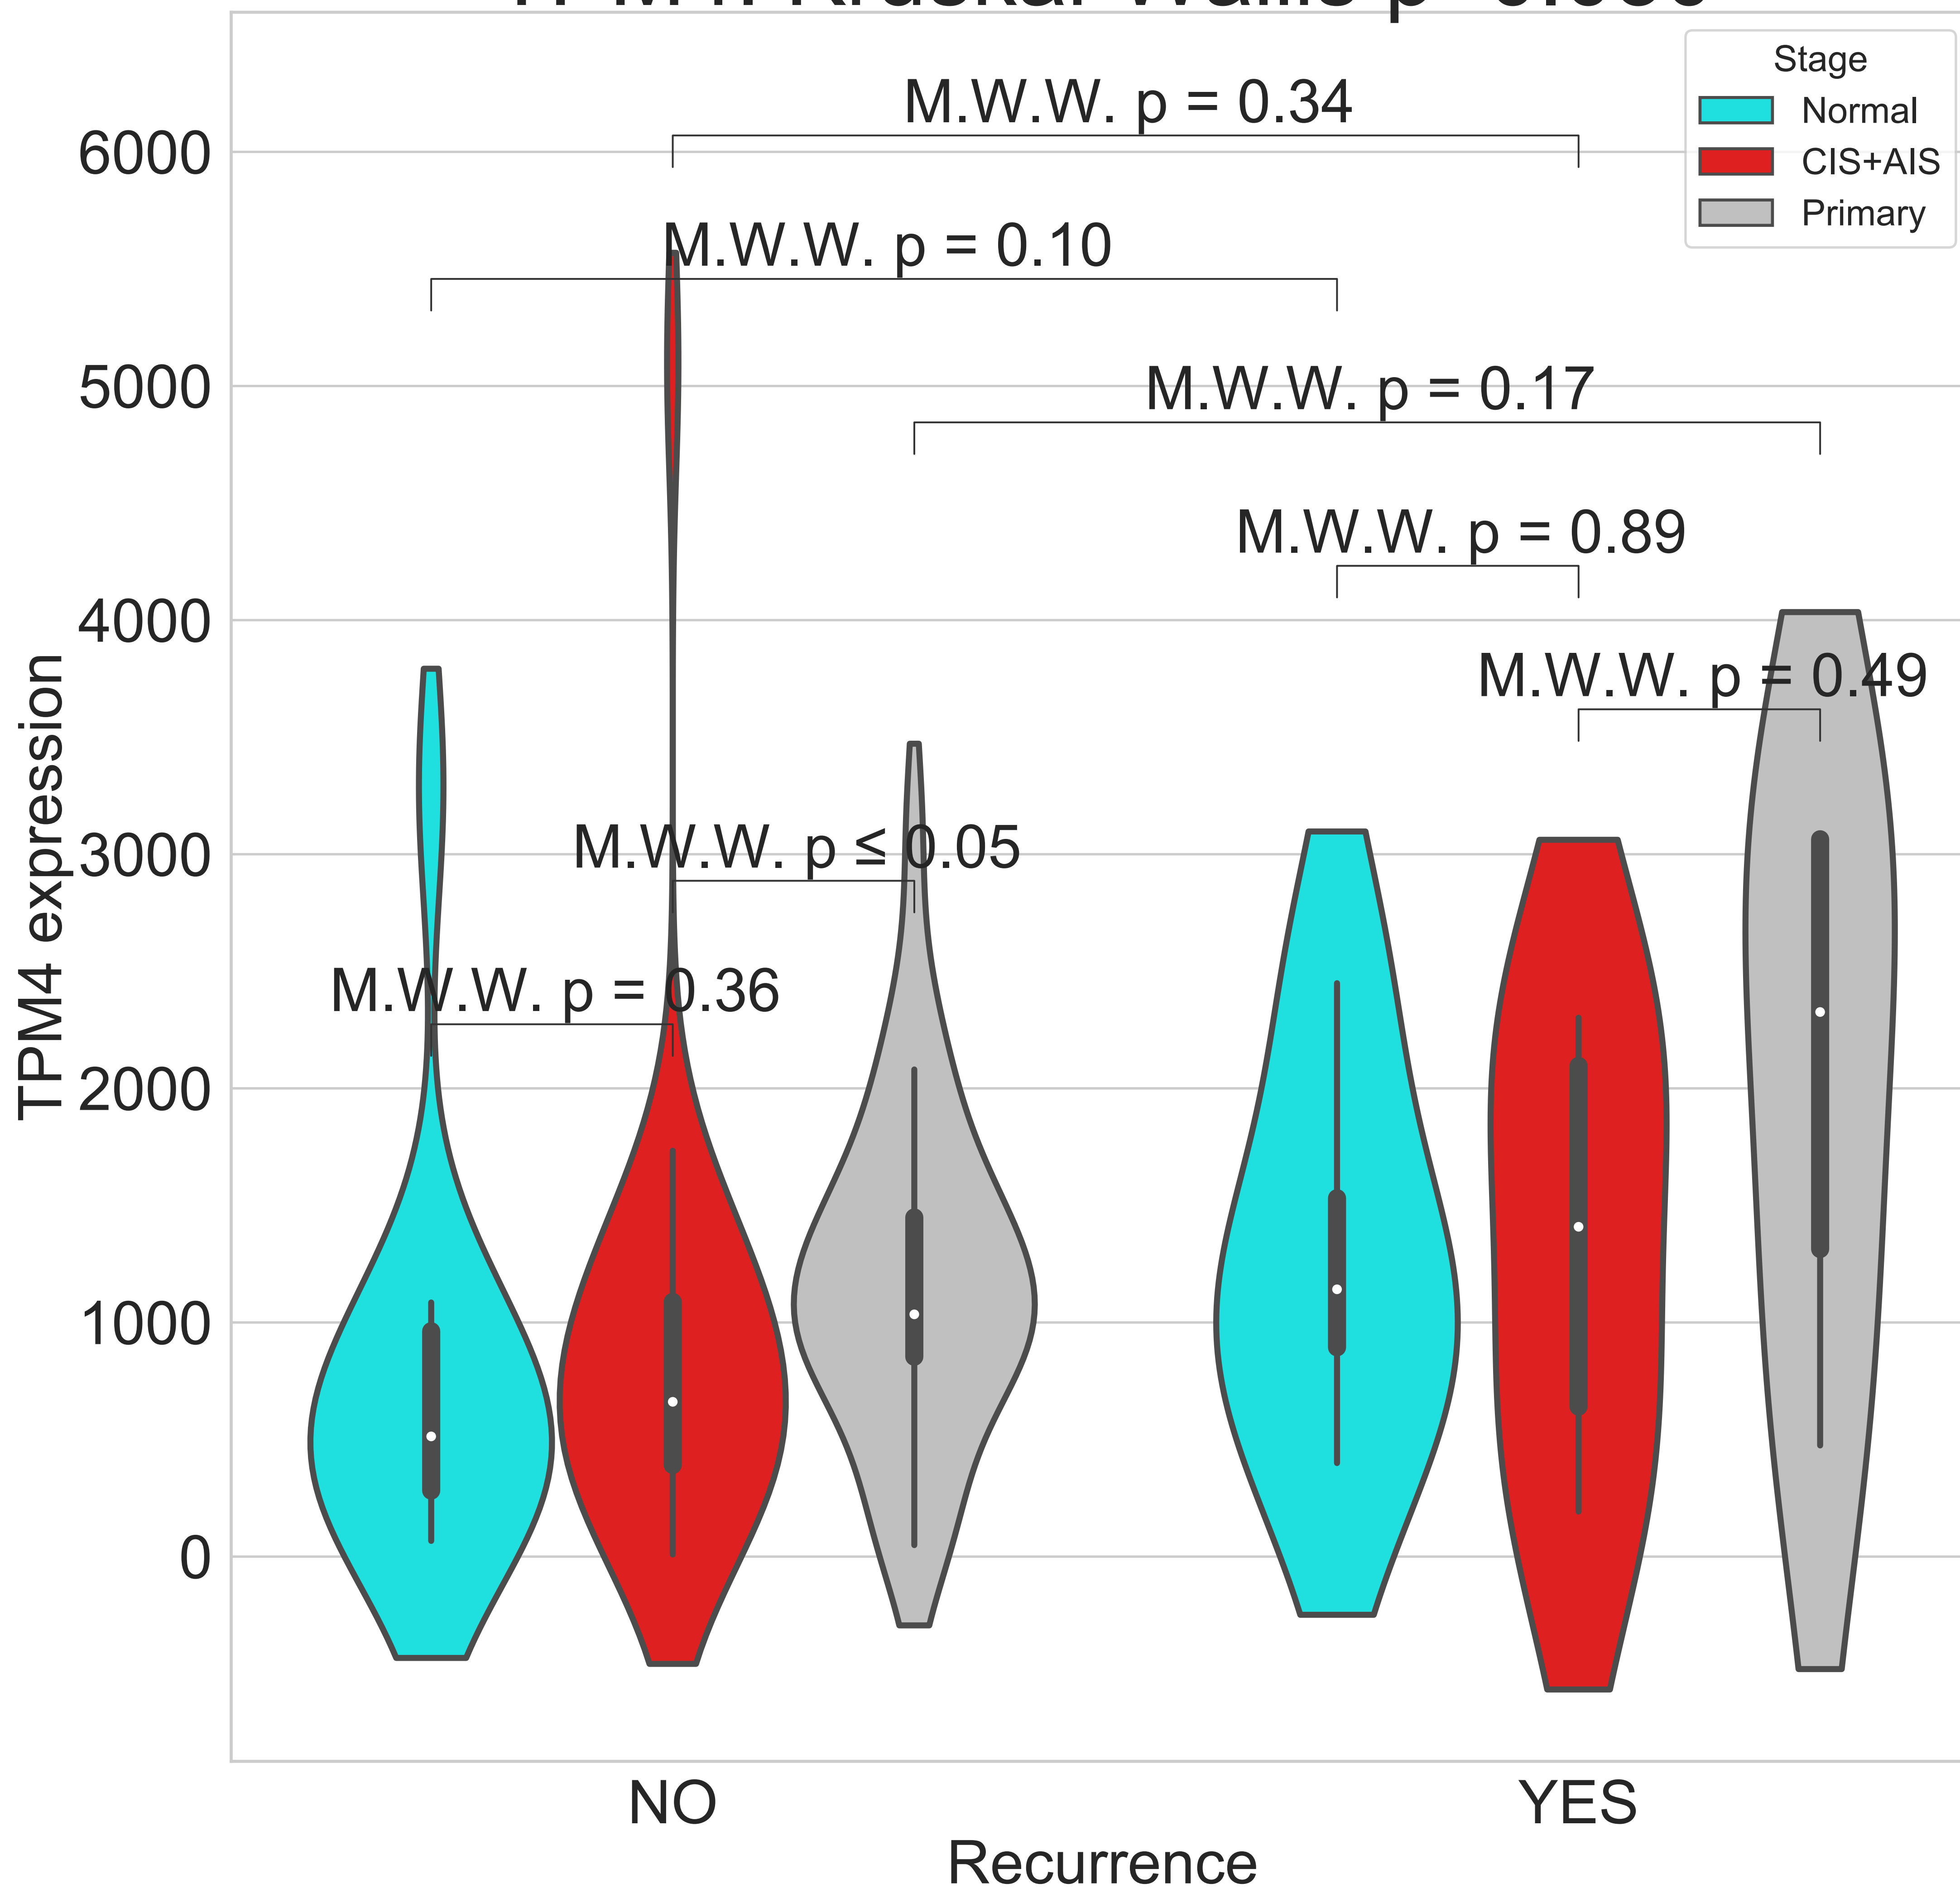 Stage
Normal
CIS+AIS
Primary
M.W.W. p = 0.34
M.W.W. p = 0.10
M.W.W. p = 0.17
M.W.W. p = 0.89
M.W.W. p = 0.49
M.W.W. p ≤ 0.05
M.W.W. p = 0.36
6000
5000
4000
3000
2000
1000
0
TPM4 expression
NO
YES
Recurrence